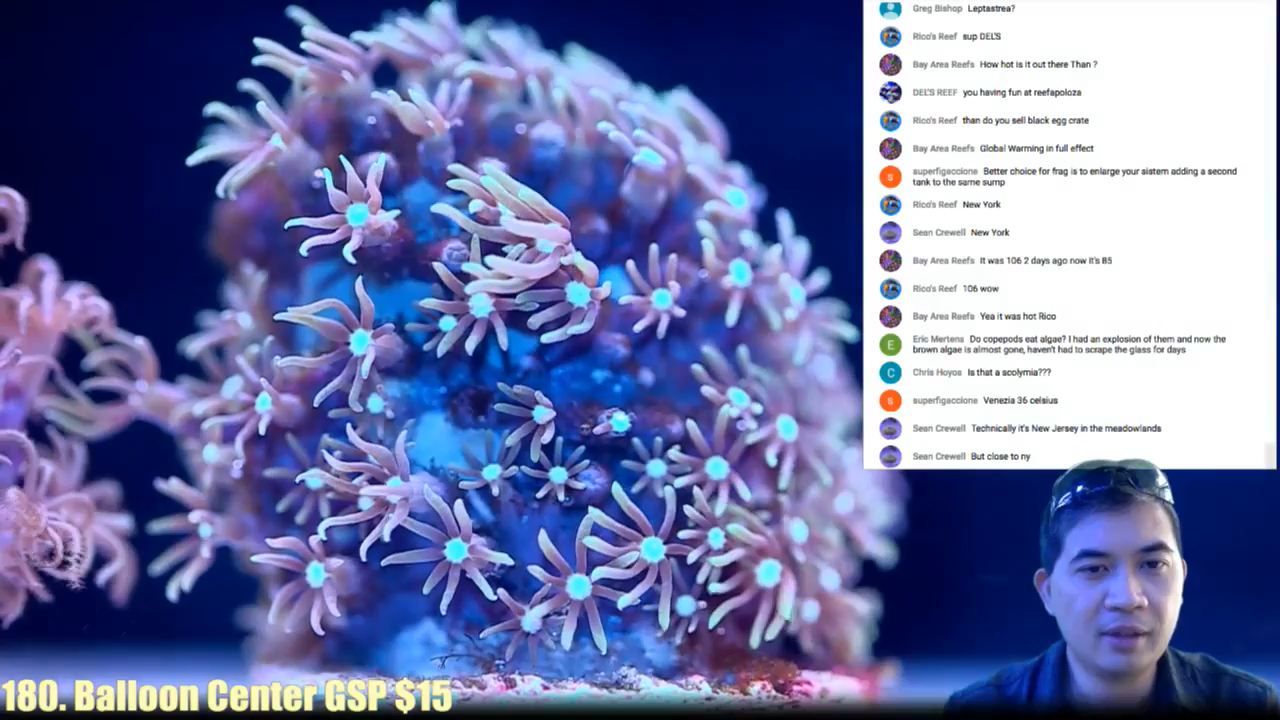 Greg Bishop Leptastrea?
Rico's Reef sup DEL'S
Bay Area Reefs How hot is it out there Than ?
DEL'S REEF you having fun at reefapoloza
Rico's Reef than do you sell black egg crate
Bay Area Reefs Global Warming in full effect
S superfigaccione Better choice for frag is to enlarge your sistem adding a second
tank to the same sump
Rico's Reef New York
Sean Crewell New York
Bay Area Reefs It was 106 2 days ago now it's 85
Rico's Reef 106 wow
Bay Area Reefs Yea it was hot Rico
E Eric Mertens Do copepods eat algae? I had an explosion of them and now the
brown algae is almost gone, haven't had to scrape the glass for days
C Chris Hoyos Is that a scolymia???
S superfigaccione Venezia 36 celsius
Sean Crewell Technically it's New Jersey in the meadowlands
Sean Crewell But close to ny
180. Balloon Center GSP $15